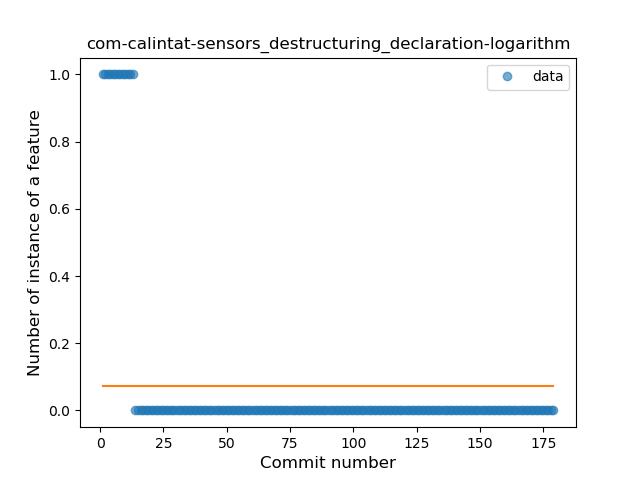 com-calintat-sensors_destructuring_declaration-logarithm
data
Number of instance of a feature
1.0
0.8
0.6
0.4
0.2
0.0
0 25 50 75 100 125 150 175
Commit number